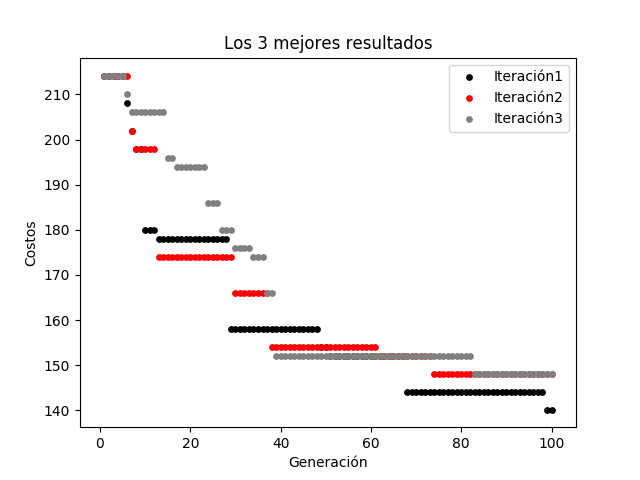 Los 3 mejores resultados
Iteración1
Iteración2
Iteración3
Costos
210
200
190
180
170
160
150
140
0 20 40 60 80 100
Generación